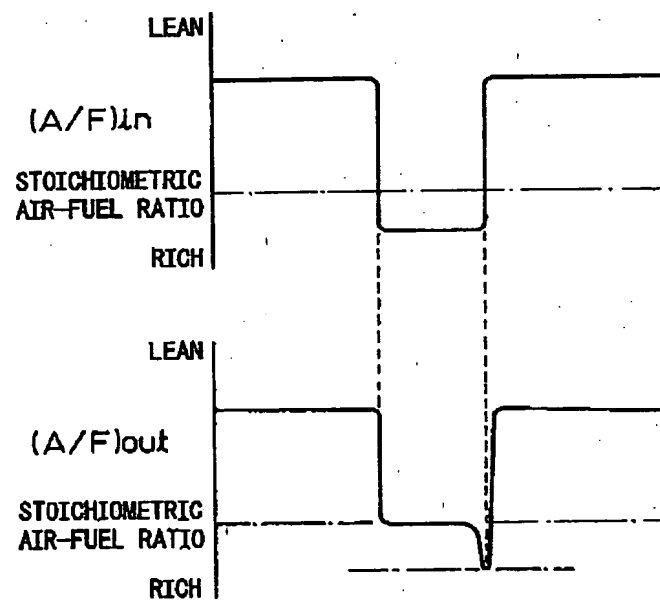 LEAN
(A/F)in
STOICHIOMETRIC
AIR-FUEL RATIO
RICH
LEAN
(A/F)out
STOICHIOMETRIC
AIR-FUEL RATIO
RICH